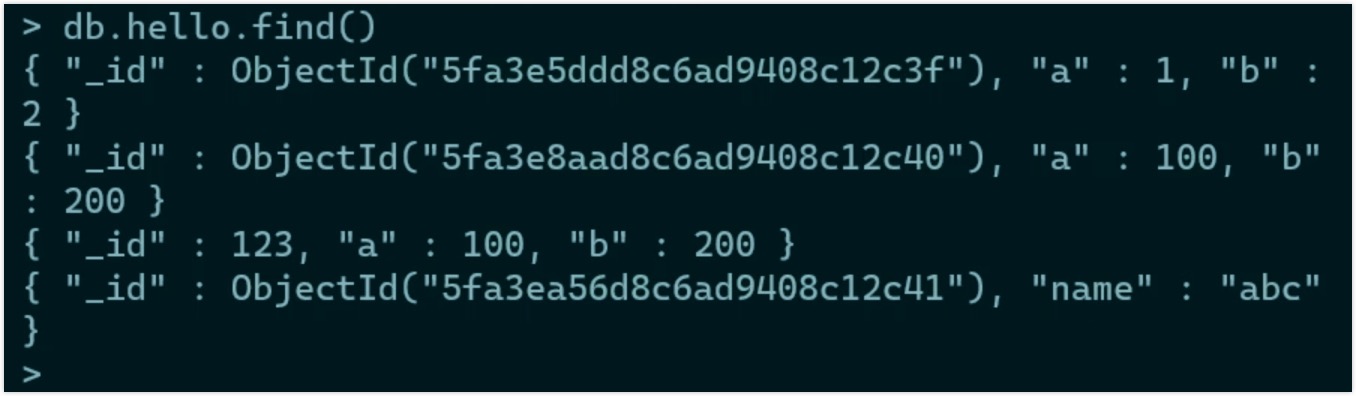 > db.hello.find()
{ "_id" : ObjectId("5fa3e5ddd8c6ad9408c12c3f"), "a" : 1, "b" :
2 }
{ "_id" : ObjectId("5fa3e8aad8c6ad9408c12c40"), "a" : 100, "b"
: 200 }
{ "_id" : 123, "a" : 100, "b" : 200 }
{ "_id" : ObjectId("5fa3ea56d8c6ad9408c12c41"), "name" : "abc"
}
>